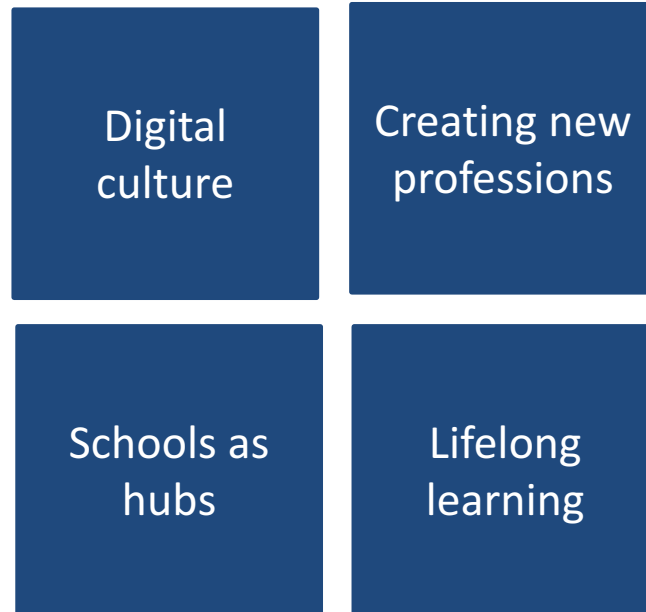 Digital
culture
Creating new
professions
Schools as
hubs
Lifelong
learning